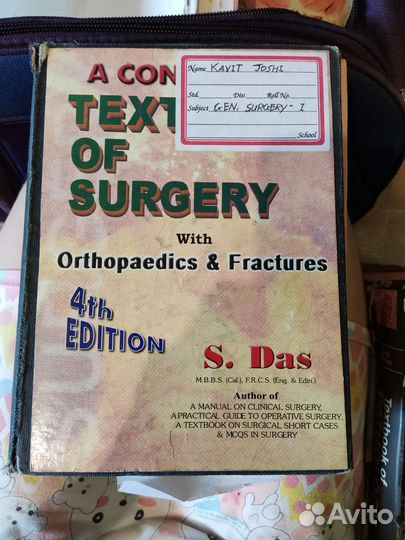 A CON
Name KAVIT JOSHI
Std. Div. Roll No.
Subject GEN. SURGERY - I
School
TEXT
OF
SURGERY
With
Orthopaedics & Fractures
4th
EDITION
S. Das
M.B.B.S. (Cal.), F.R.C.S. (Eng. & Edin.)
Author of
A MANUAL ON CLINICAL SURGERY,
A PRACTICAL GUIDE TO OPERATIVE SURGERY,
A TEXTBOOK ON SURGICAL SHORT CASES
& MCQS IN SURGERY
Textbook of
Avito